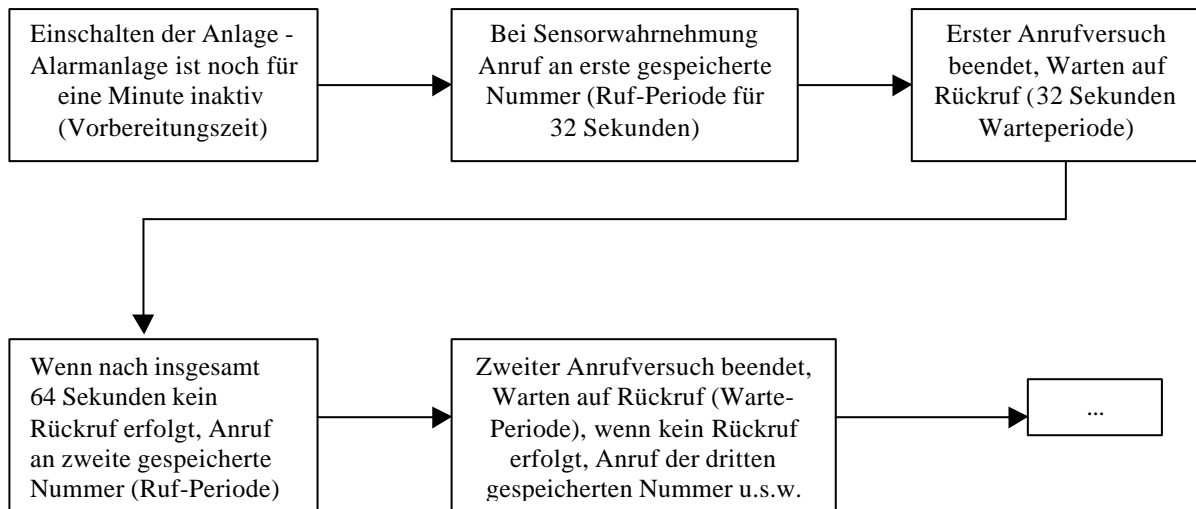 Einschalten der Anlage -
Alarmanlage ist noch für
eine Minute inaktiv
(Vorbereitungszeit)
Bei Sensorwahrnehmung
Anruf an erste gespeicherte
Nummer (Ruf-Periode für
32 Sekunden)
Erster Anrufversuch
beendet, Warten auf
Rückruf (32 Sekunden
Warteperiode)
Wenn nach insgesamt
64 Sekunden kein
Rückruf erfolgt, Anruf
an zweite gespeicherte
Nummer (Ruf-Periode)
Zweiter Anrufversuch beendet,
Warten auf Rückruf (Warte-
Periode), wenn kein Rückruf
erfolgt, Anruf der dritten
gespeicherten Nummer u.s.w.
...